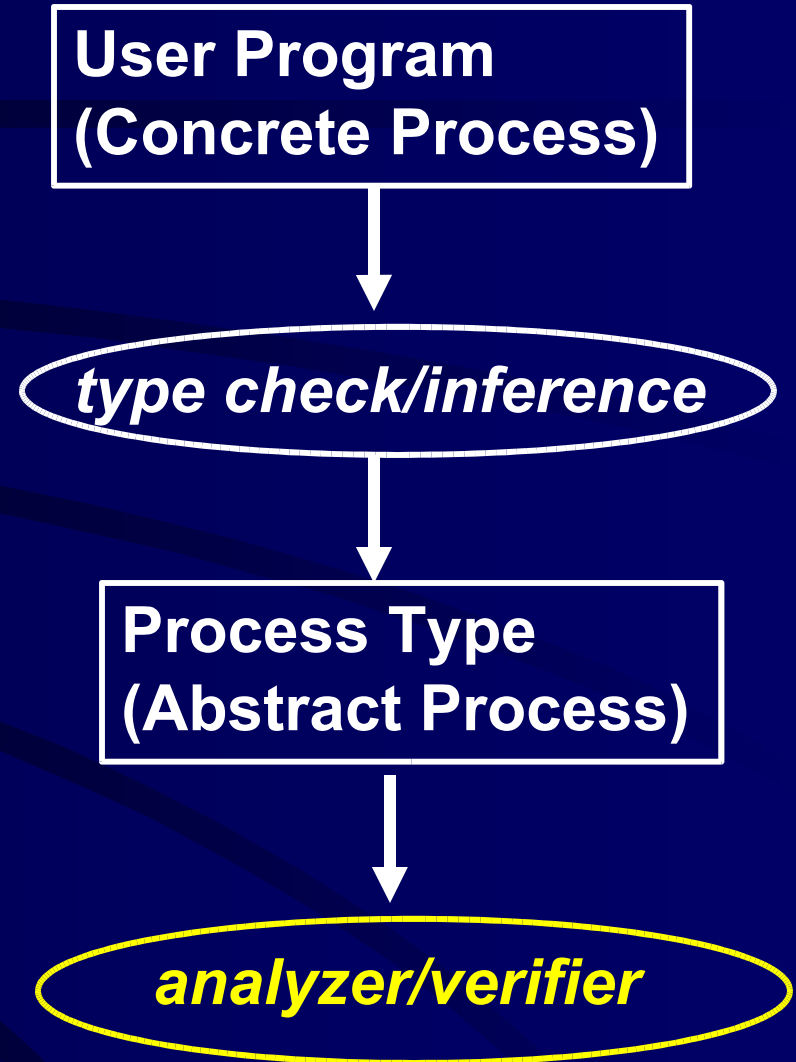 User Program
(Concrete Process)
type check/inference
Process Type
(Abstract Process)
analyzer/verifier